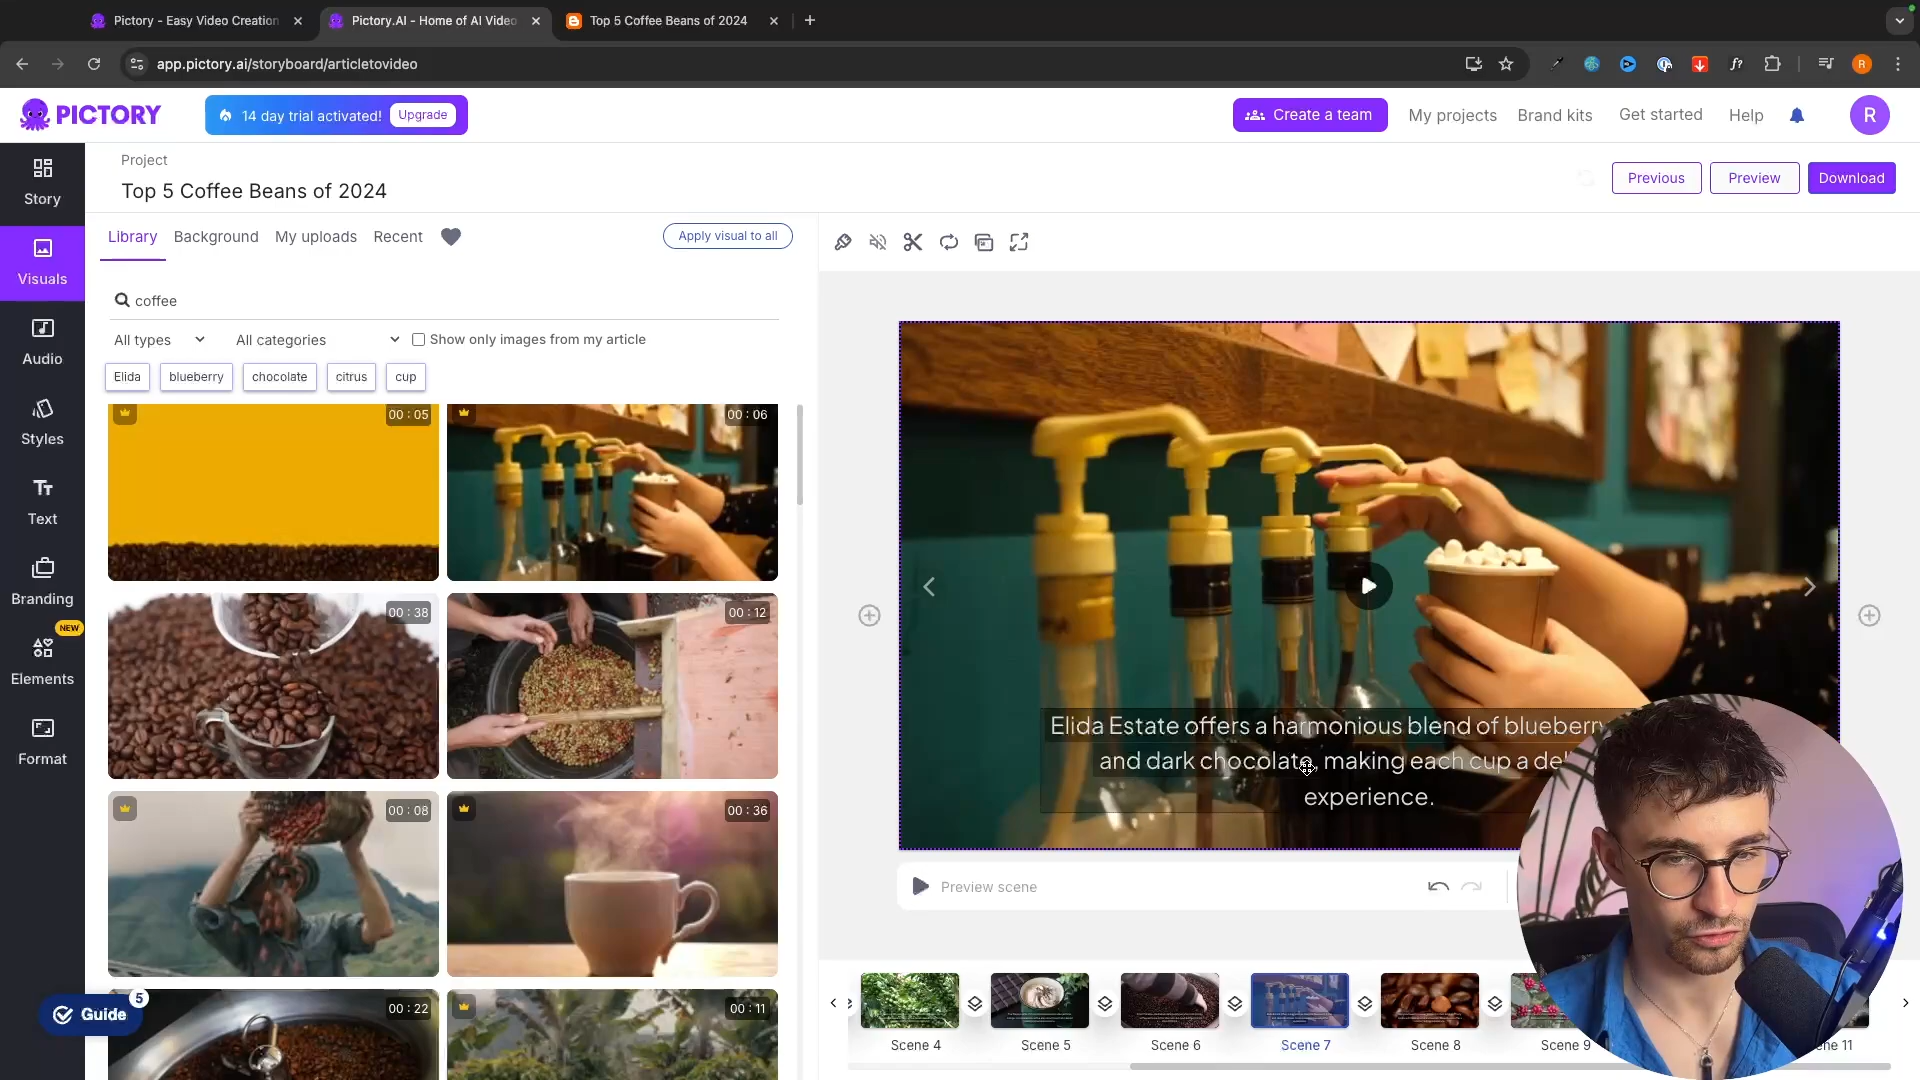 Pictory - Easy Video Creation
Pictory.AI - Home of AI Video
Top 5 Coffee Beans of 2024
app.pictory.ai/storyboard/articletovideo
f?
R
PICTORY
14 day trial activated!
Upgrade
Create a team
My projects
Brand kits
Get started
Help
R
Project
Top 5 Coffee Beans of 2024
Previous
Preview
Download
Story
Visuals
Audio
Styles
Tт
Text
Branding
NEW
Elements
Format
Guide
5
Library
Background
My uploads
Recent
Apply visual to all
coffee
All types
All categories
Show only images from my article
Elida
blueberry
chocolate
citrus
cup
00 : 05
00 : 06
00 : 38
00 : 12
00 : 08
00 : 36
00 : 22
00 : 11
Elida Estate offers a harmonious blend of blueberry
and dark chocolate, making each cup a
experience.
Preview scene
Scene 4
Scene 5
Scene 6
Scene 7
Scene 8
Scene 9
11